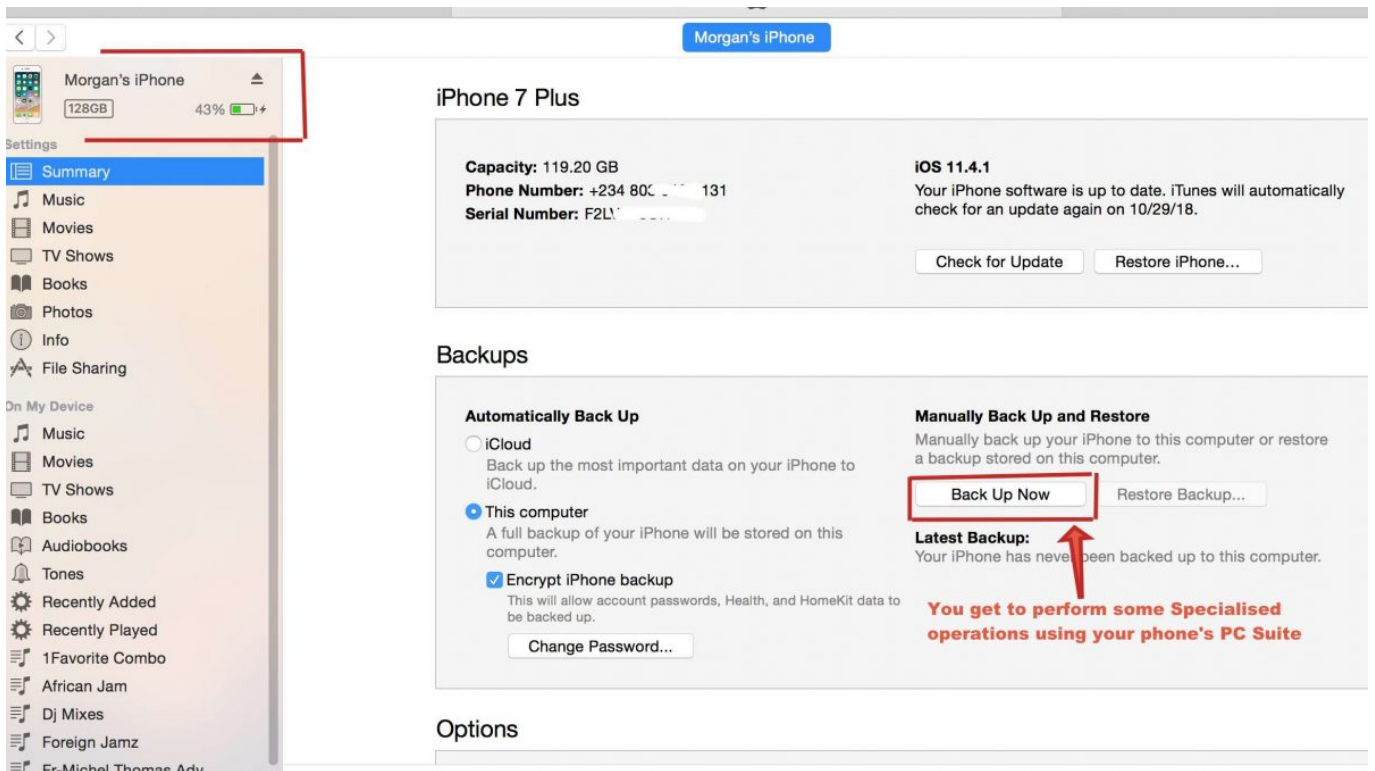 Morgan's iPhone
Morgan's iPhone
128GB
43%
Settings
Summary
Music
Movies
TV Shows
Books
Photos
Info
File Sharing
On My Device
Music
Movies
TV Shows
Books
Audiobooks
Tones
Recently Added
Recently Played
1Favorite Combo
African Jam
Dj Mixes
Foreign Jamz
Fr-Michel Thomas Adv
iPhone 7 Plus
Capacity: 119.20 GB
Phone Number: +234 80 131
Serial Number: F2L
iOS 11.4.1
Your iPhone software is up to date. iTunes will automatically
check for an update again on 10/29/18.
Check for Update
Restore iPhone...
Backups
Automatically Back Up
iCloud
Back up the most important data on your iPhone to
iCloud.
This computer
A full backup of your iPhone will be stored on this
computer.
Encrypt iPhone backup
This will allow account passwords, Health, and HomeKit data to
be backed up.
Change Password...
Manually Back Up and Restore
Manually back up your iPhone to this computer or restore
a backup stored on this computer.
Back Up Now
Restore Backup...
Latest Backup:
Your iPhone has never been backed up to this computer.
You get to perform some Specialised
operations using your phone's PC Suite
Options